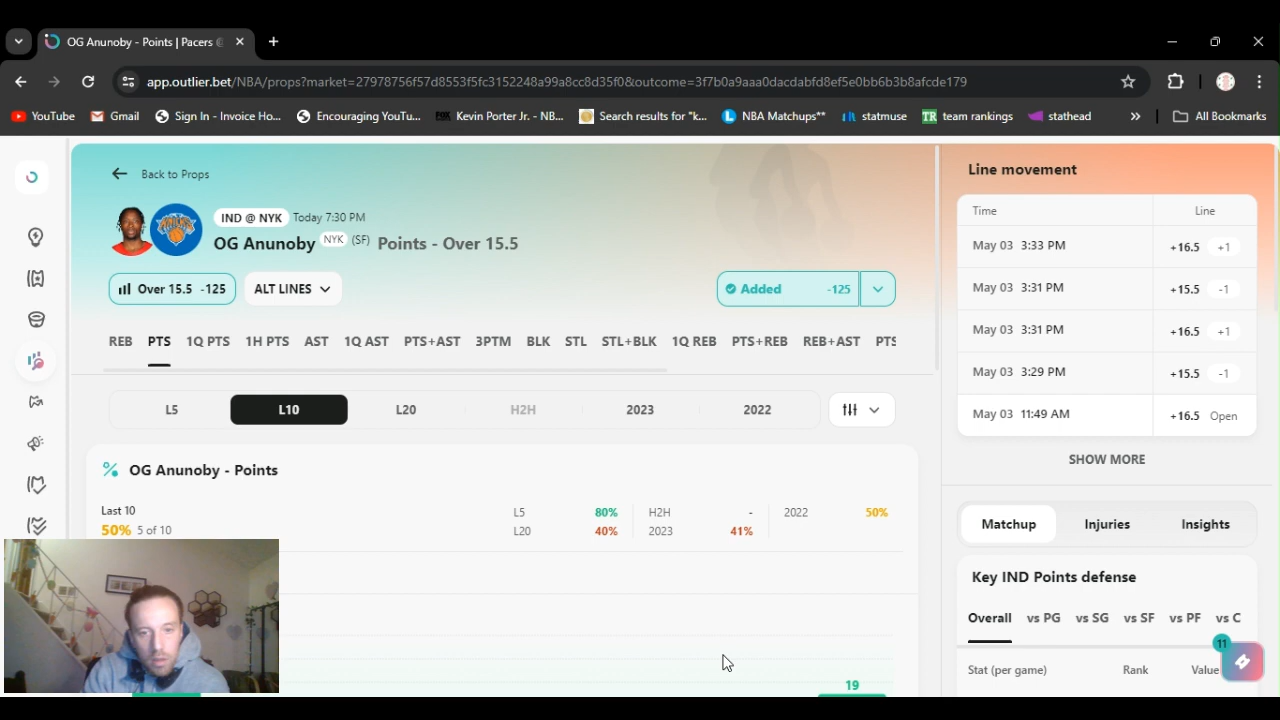 OG Anunoby - Points | Pacers @
app.outlier.bet/NBA/props?market=27978756f57d8553f5fc3152248a99a8cc8d35f0&outcome=3f7b0a9aaa0dacdabfd8ef5e0bb6b3b8afcde179
YouTube Gmail Sign In - Invoice Ho... Encouraging YouTu... Kevin Porter Jr. - NB... Search results for "k... NBA Matchups** statmuse team rankings stathead All Bookmarks
Back to Props
IND @ NYK Today 7:30 PM
OG Anunoby NYK (SF) Points - Over 15.5
Over 15.5 -125 ALT LINES Added -125
REB PTS 1Q PTS 1H PTS AST 1Q AST PTS+AST 3PTM BLK STL STL+BLK 1Q REB PTS+REB REB+AST PTS
L5 L10 L20 H2H 2023 2022
OG Anunoby - Points
Last 10
50% 5 of 10
L5 80% H2H - 2022 50%
L20 40% 2023 41%
19
Line movement
Time Line
May 03 3:33 PM +16.5 +1
May 03 3:31 PM +15.5 -1
May 03 3:31 PM +16.5 +1
May 03 3:29 PM +15.5 -1
May 03 11:49 AM +16.5 Open
SHOW MORE
Matchup Injuries Insights
Key IND Points defense
Overall vs PG vs SG vs SF vs PF vs C
11
Stat (per game) Rank Value